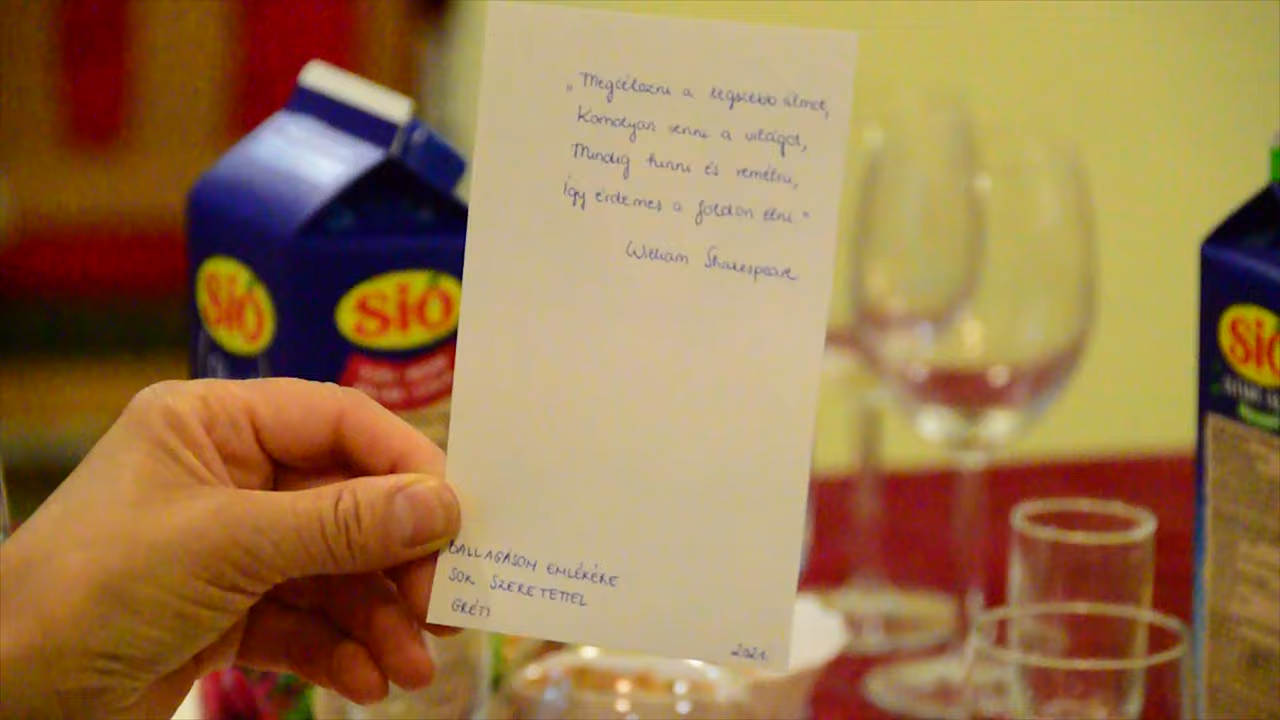 „Megcélozni a legszebb álmot,
Komolyan venni a világot,
Mindig hinni és remélni,
Így érdemes a földön élni"
William Shakespeare
BALLAGÁSOM EMLÉKÉRE
SOK SZERETETTEL
GRÉTI
2021.
SIÓ
SIÓ
SIÓ